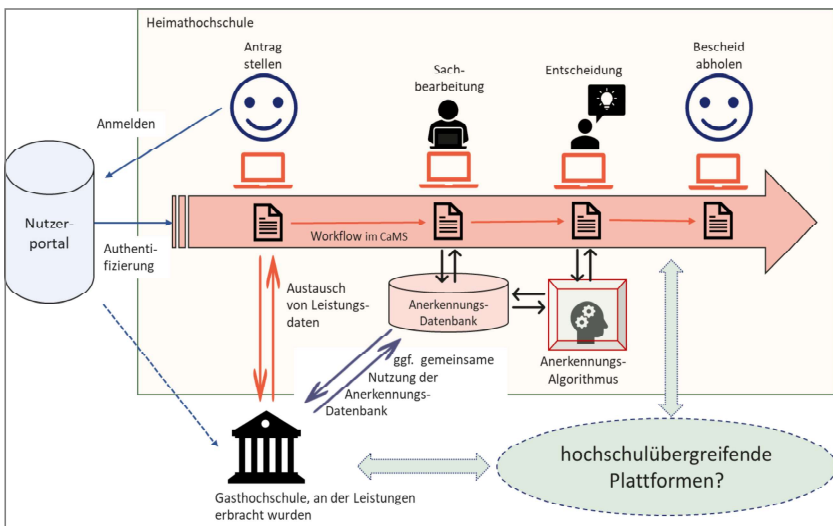 Heimathochschule
Antrag
stellen
Sach-
bearbeitung
Entscheidung
Bescheid
abholen
Anmelden
Nutzer-
portal
Authenti-
fizierung
Workflow im CaMS
Austausch
von Leistungs-
daten
Anerkennungs-
Datenbank
Anerkennungs-
Algorithmus
ggf. gemeinsame
Nutzung der
Anerkennungs-
Datenbank
hochschulübergreifende
Plattformen?
Gasthochschule, an der Leistungen
erbracht wurden